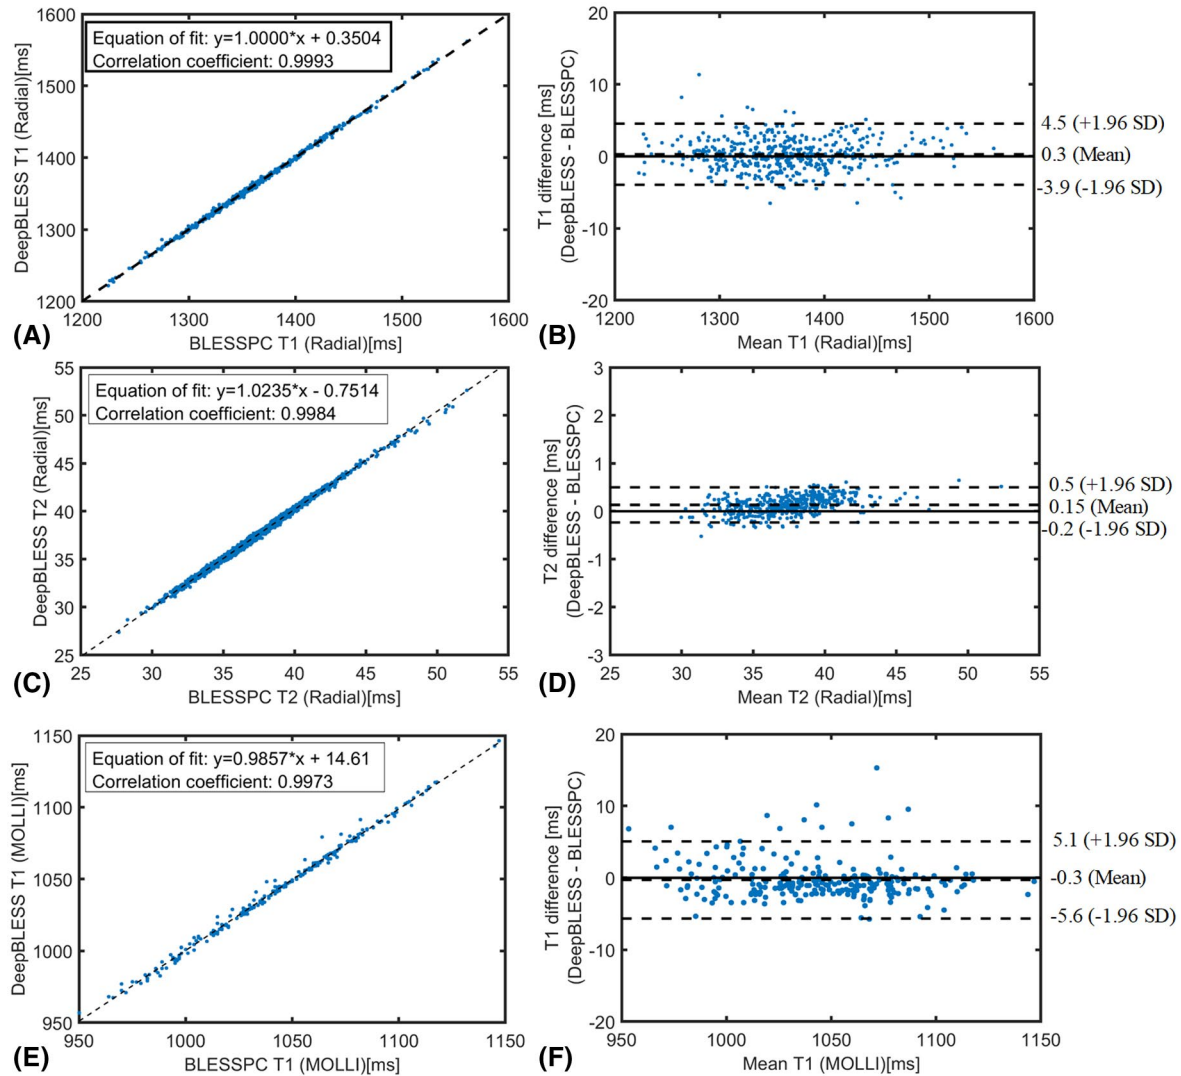 Equation of fit: y=1.0000*x + 0.3504
Correlation coefficient: 0.9993
DeepBLESS T1 (Radial)[ms]
1600
1500
1400
1300
1200
1200 1300 1400 1500 1600
BLESSPC T1 (Radial)[ms]
(A)
T1 difference [ms]
(DeepBLESS - BLESSPC)
20
10
0
-10
-20
4.5 (+1.96 SD)
0.3 (Mean)
-3.9 (-1.96 SD)
1200 1300 1400 1500 1600
Mean T1 (Radial)[ms]
(B)
Equation of fit: y=1.0235*x - 0.7514
Correlation coefficient: 0.9984
DeepBLESS T2 (Radial)[ms]
55
50
45
40
35
30
25
25 30 35 40 45 50 55
BLESSPC T2 (Radial)[ms]
(C)
T2 difference [ms]
(DeepBLESS - BLESSPC)
3
2
1
0
-1
-2
-3
0.5 (+1.96 SD)
0.15 (Mean)
-0.2 (-1.96 SD)
25 30 35 40 45 50 55
Mean T2 (Radial)[ms]
(D)
Equation of fit: y=0.9857*x + 14.61
Correlation coefficient: 0.9973
DeepBLESS T1 (MOLLI)[ms]
1150
1100
1050
1000
950
950 1000 1050 1100 1150
BLESSPC T1 (MOLLI)[ms]
(E)
T1 difference [ms]
(DeepBLESS - BLESSPC)
20
10
0
-10
-20
5.1 (+1.96 SD)
-0.3 (Mean)
-5.6 (-1.96 SD)
950 1000 1050 1100 1150
Mean T1 (MOLLI)[ms]
(F)